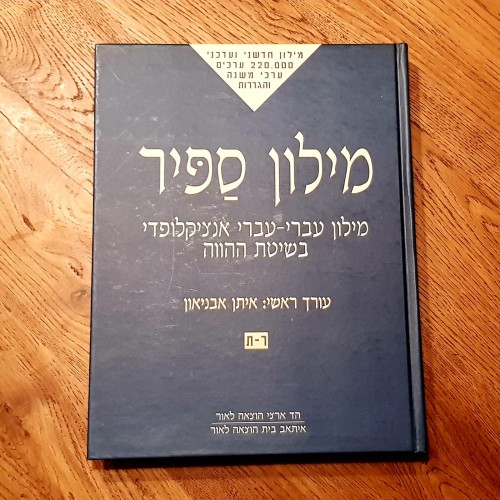 מילון חדשני ועדכני
220.000 ערכים
ערכי משנה
והגדרות
מילון סַפִּיר
מילון עברי-עברי אנציקלופדי
בשיטת ההווה
עורך ראשי: איתן אבניאון
ר-ת
הד ארצי הוצאה לאור
איתאב בית הוצאה לאור